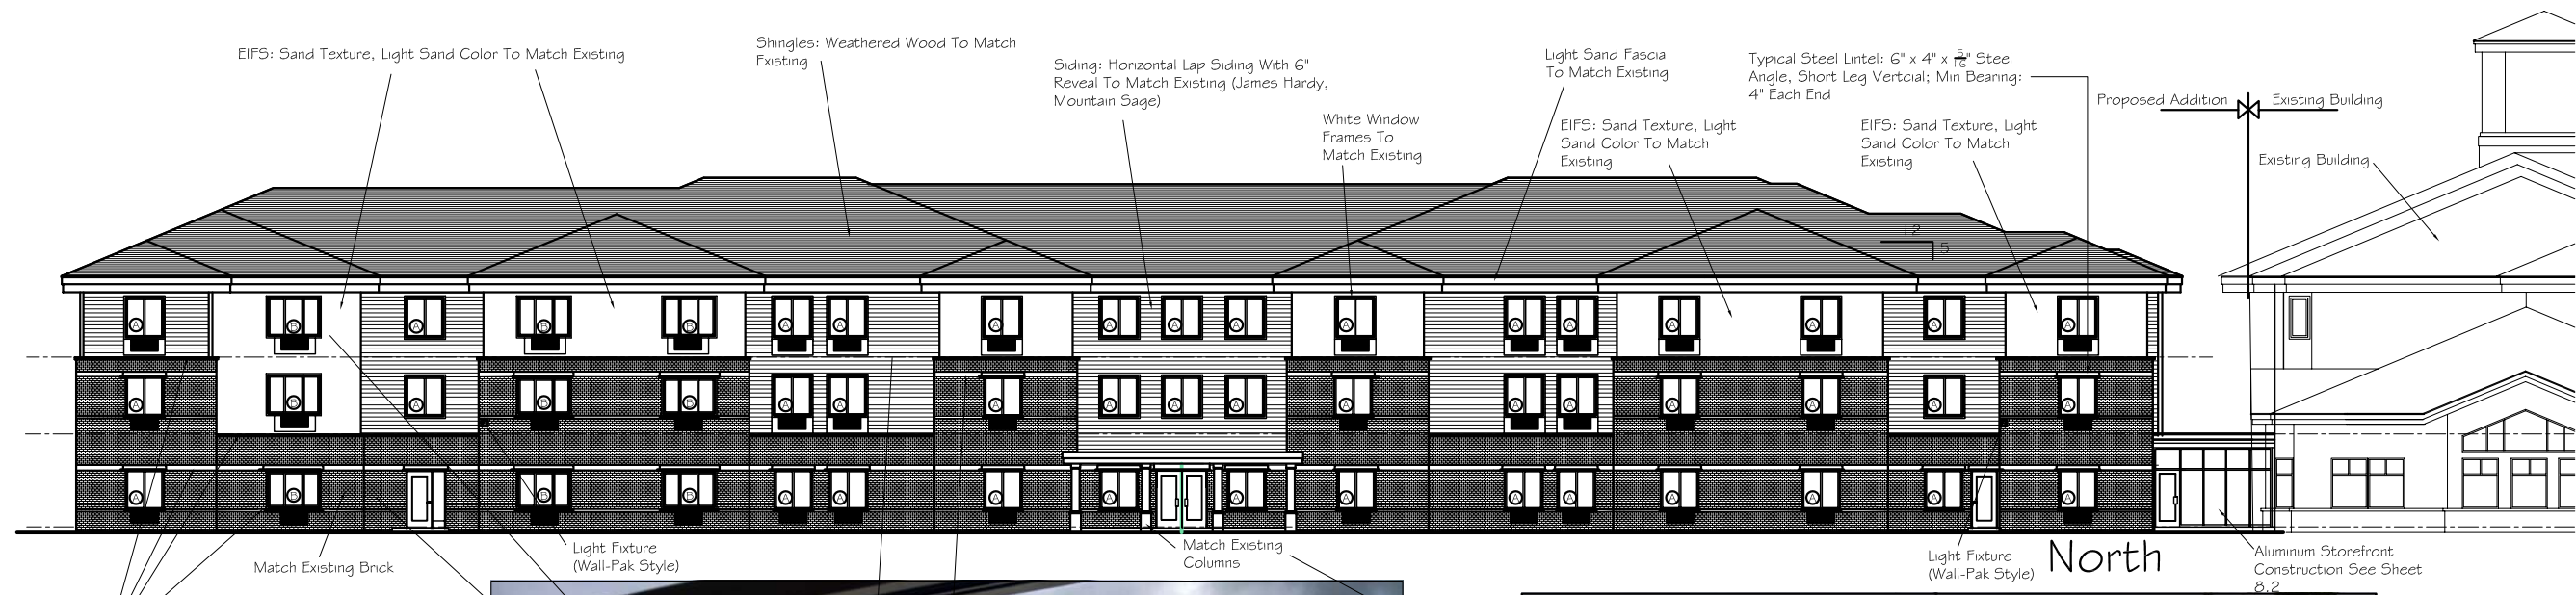 EIFS: Sand Texture, Light Sand Color To Match Existing
Shingles: Weathered Wood To Match
Existing
Siding: Horizontal Lap Siding With 6"
Reveal To Match Existing (James Hardy,
Mountain Sage)
White Window
Frames To
Match Existing
Light Sand Fascia
To Match Existing
EIFS: Sand Texture, Light
Sand Color To Match
Existing
Typical Steel Lintel: 6" x 4" x 5/16" Steel
Angle, Short Leg Vertcial; Min Bearing:
4" Each End
EIFS: Sand Texture, Light
Sand Color To Match
Existing
Proposed Addition
Existing Building
Existing Building
12
5
A B A B B A A A A A A A A A A A A A A
A B A B B A A A A A A A A A A A A A A
A B B B A A A A A A A A A A A A
Match Existing Brick
Light Fixture
(Wall-Pak Style)
Match Existing
Columns
Light Fixture
(Wall-Pak Style)
North
Aluminum Storefront
Construction See Sheet
8.2